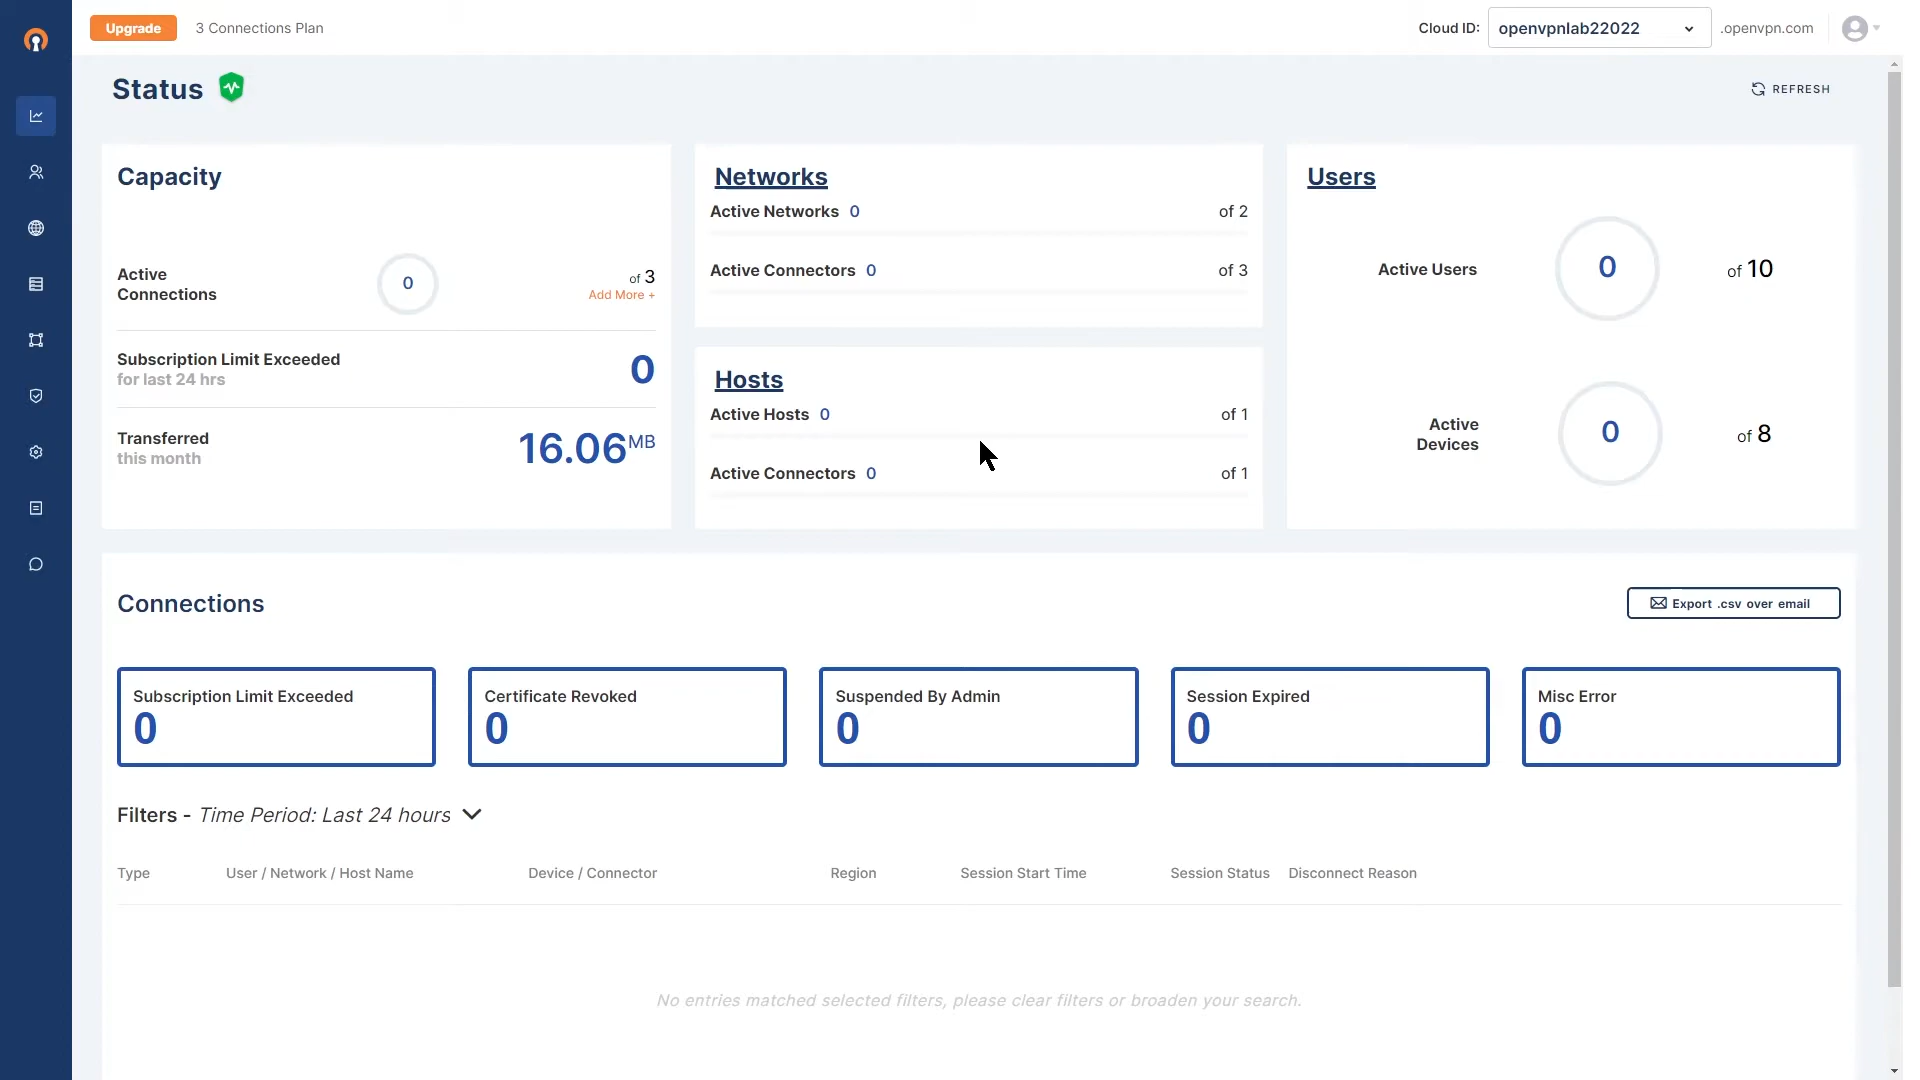 Upgrade
3 Connections Plan
Cloud ID:
openvpnlab22022
.openvpn.com
Status
REFRESH
Capacity
Active
Connections
0
of 3
Add More +
Subscription Limit Exceeded
for last 24 hrs
0
Transferred
this month
16.06 MB
Networks
Active Networks 0
of 2
Active Connectors 0
of 3
Hosts
Active Hosts 0
of 1
Active Connectors 0
of 1
Users
Active Users
0
of 10
Active
Devices
0
of 8
Connections
Export .csv over email
Subscription Limit Exceeded
0
Certificate Revoked
0
Suspended By Admin
0
Session Expired
0
Misc Error
0
Filters - Time Period: Last 24 hours
Type
User / Network / Host Name
Device / Connector
Region
Session Start Time
Session Status
Disconnect Reason
No entries matched selected filters, please clear filters or broaden your search.